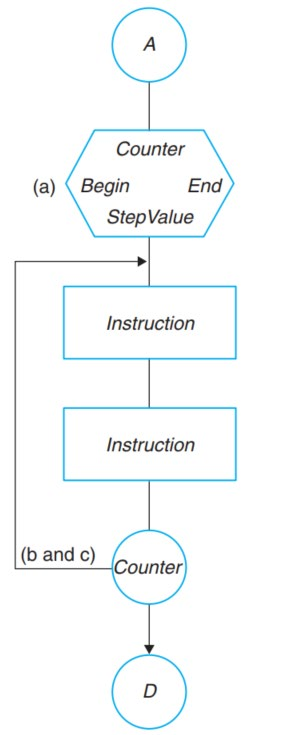 A
Counter
(a) Begin End
StepValue
Instruction
Instruction
(b and c)
Counter
D